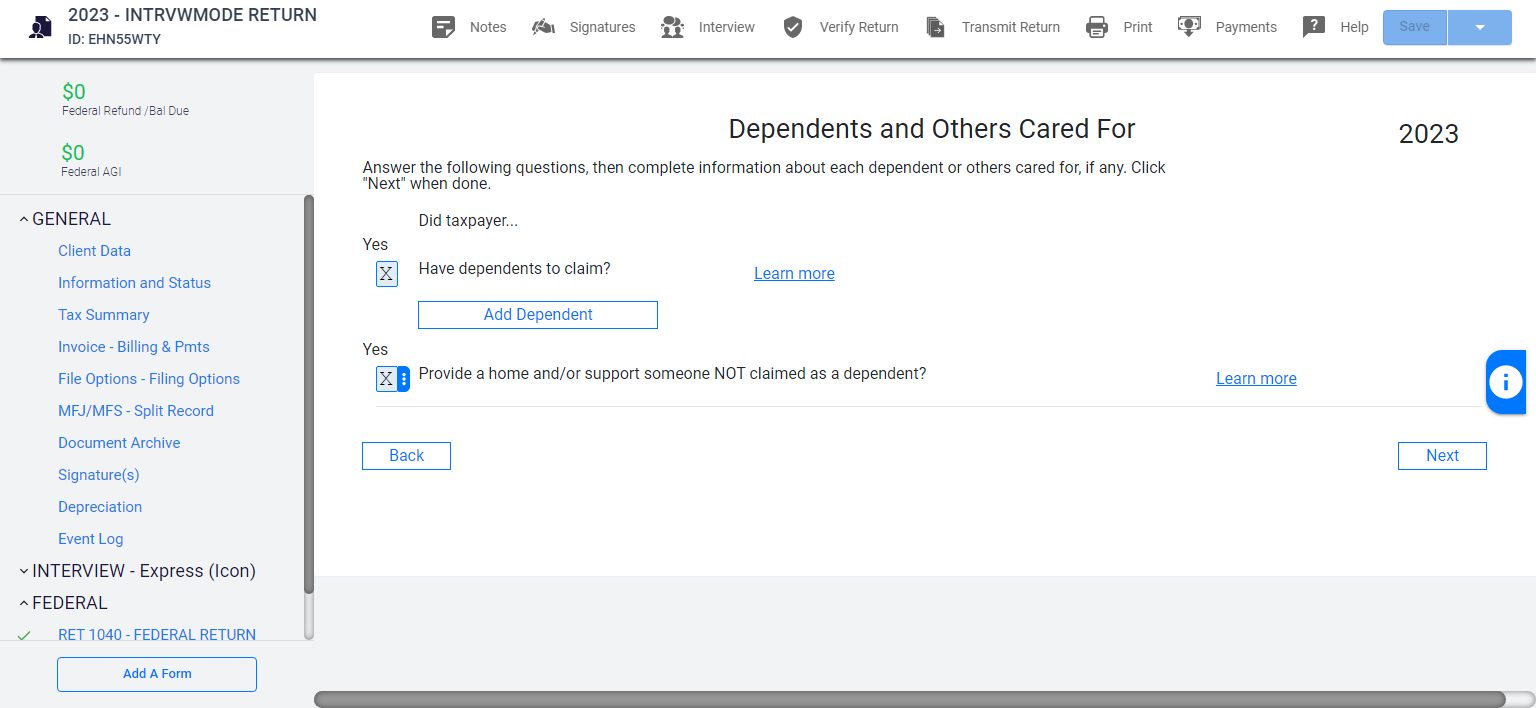 2023 - INTRVWMODE RETURN
ID: EHN55WTY
Notes
Signatures
Interview
Verify Return
Transmit Return
Print
Payments
Help
Save
$0
Federal Refund /Bal Due
$0
Federal AGI
GENERAL
Client Data
Information and Status
Tax Summary
Invoice - Billing & Pmts
File Options - Filing Options
MFJ/MFS - Split Record
Document Archive
Signature(s)
Depreciation
Event Log
INTERVIEW - Express (Icon)
FEDERAL
RET 1040 - FEDERAL RETURN
Add A Form
Dependents and Others Cared For
2023
Answer the following questions, then complete information about each dependent or others cared for, if any. Click
"Next" when done.
Did taxpayer...
Yes
X Have dependents to claim? Learn more
Add Dependent
Yes
X Provide a home and/or support someone NOT claimed as a dependent? Learn more
Back
Next